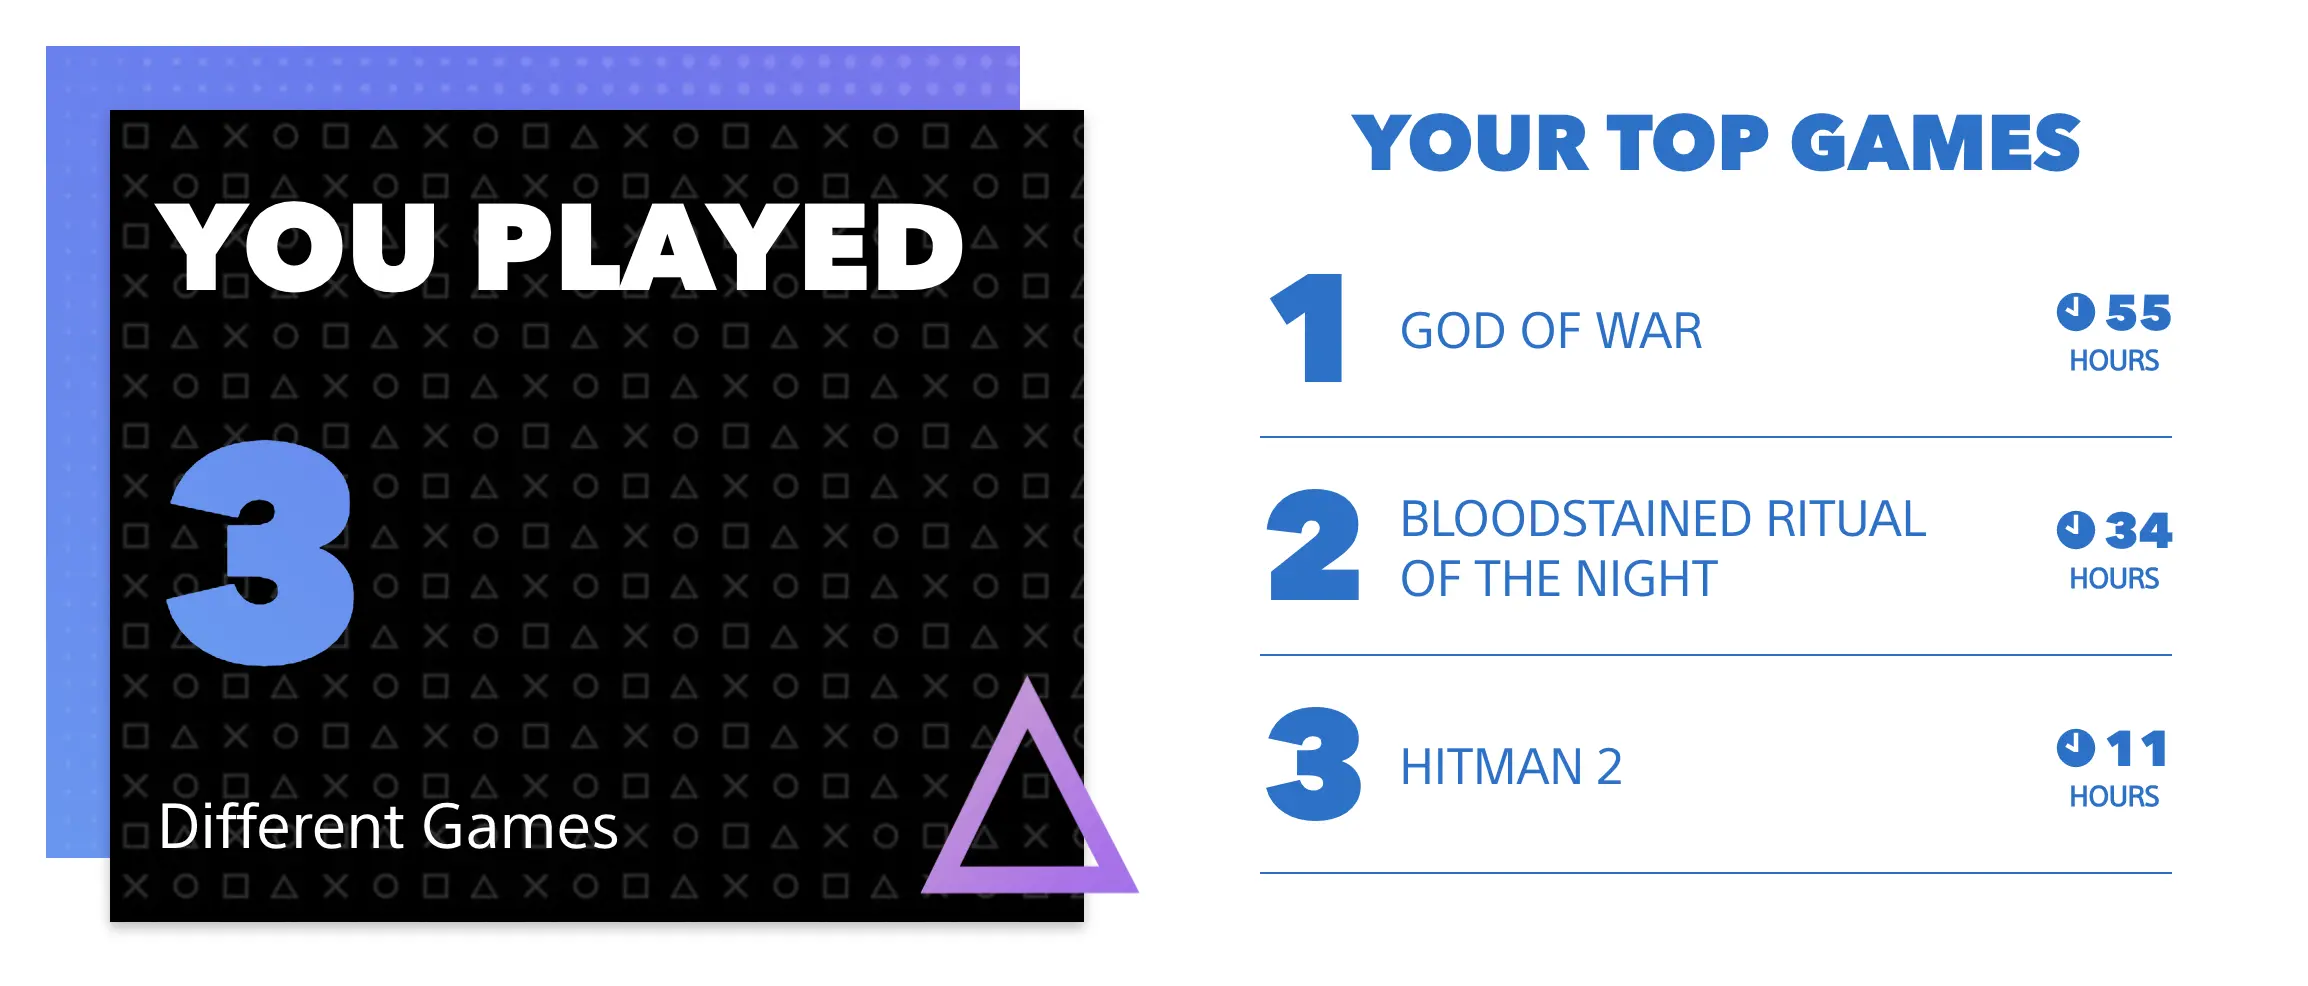 YOU PLAYED
3
Different Games
YOUR TOP GAMES
1 GOD OF WAR 55 HOURS
2 BLOODSTAINED RITUAL
OF THE NIGHT 34 HOURS
3 HITMAN 2 11 HOURS